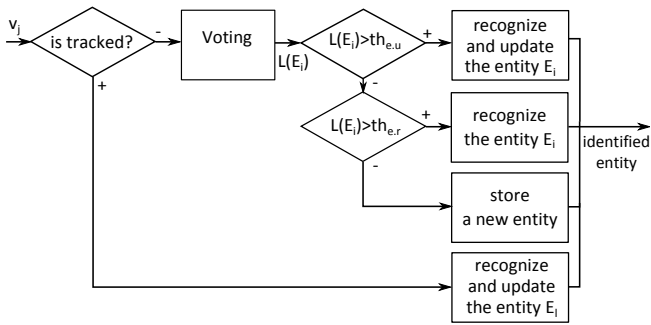 v_j
is tracked?
-
+
Voting
L(E_i)
L(E_i)>th_e.u
+
-
recognize
and update
the entity E_i
L(E_i)>th_e.r
+
-
recognize
the entity E_i
identified
entity
store
a new entity
recognize
and update
the entity E_l